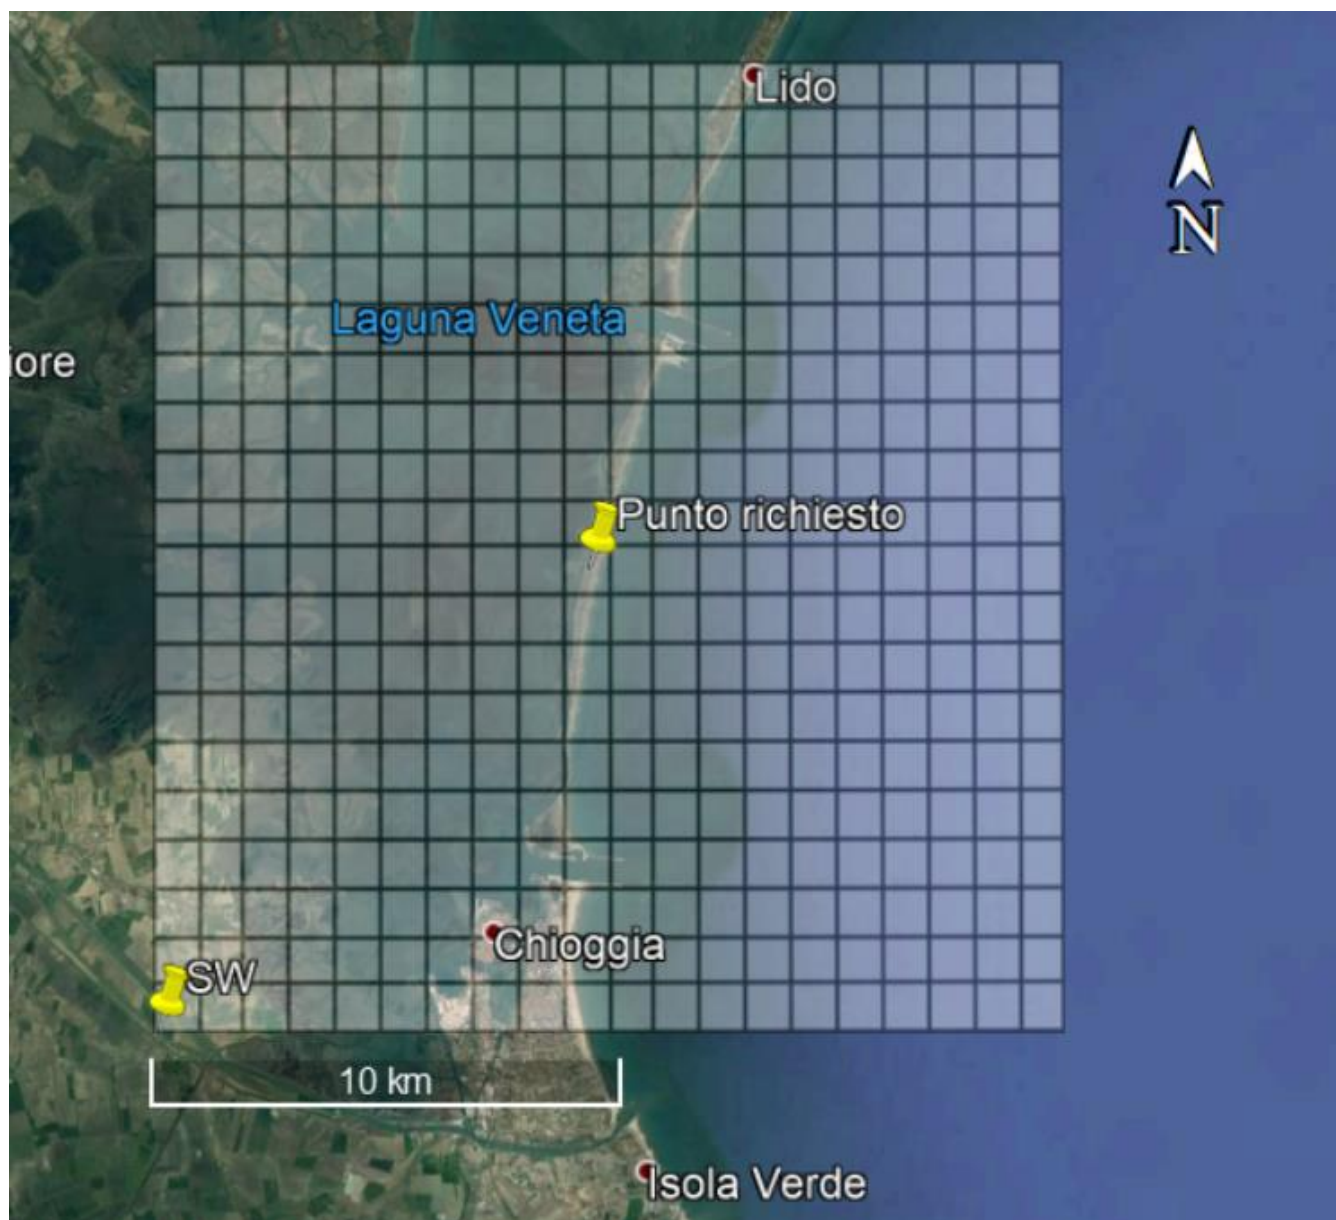 Lido
N
Laguna Veneta
iore
Punto richiesto
Chioggia
SW
10 km
Isola Verde